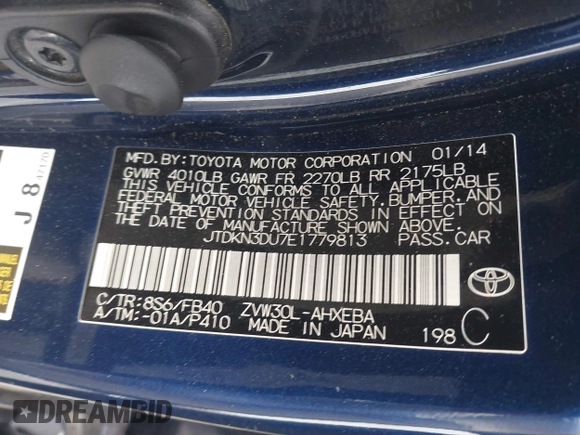 MFD. BY: TOYOTA MOTOR CORPORATION 01/14
GVWR 4010LB GAWR FR 2270LB RR 2175LB
THIS VEHICLE CONFORMS TO ALL APPLICABLE
FEDERAL MOTOR VEHICLE SAFETY, BUMPER, AND
THEFT PREVENTION STANDARDS IN EFFECT ON
THE DATE OF MANUFACTURE SHOWN ABOVE.
JTDKN3DU7E1779813 PASS. CAR
C/TR: 8S6/FB40 ZVW30L-AHXEBA
A/TM: -01A/P410 MADE IN JAPAN
198 C
TOYOTA
J 8 47170
DREAMBID